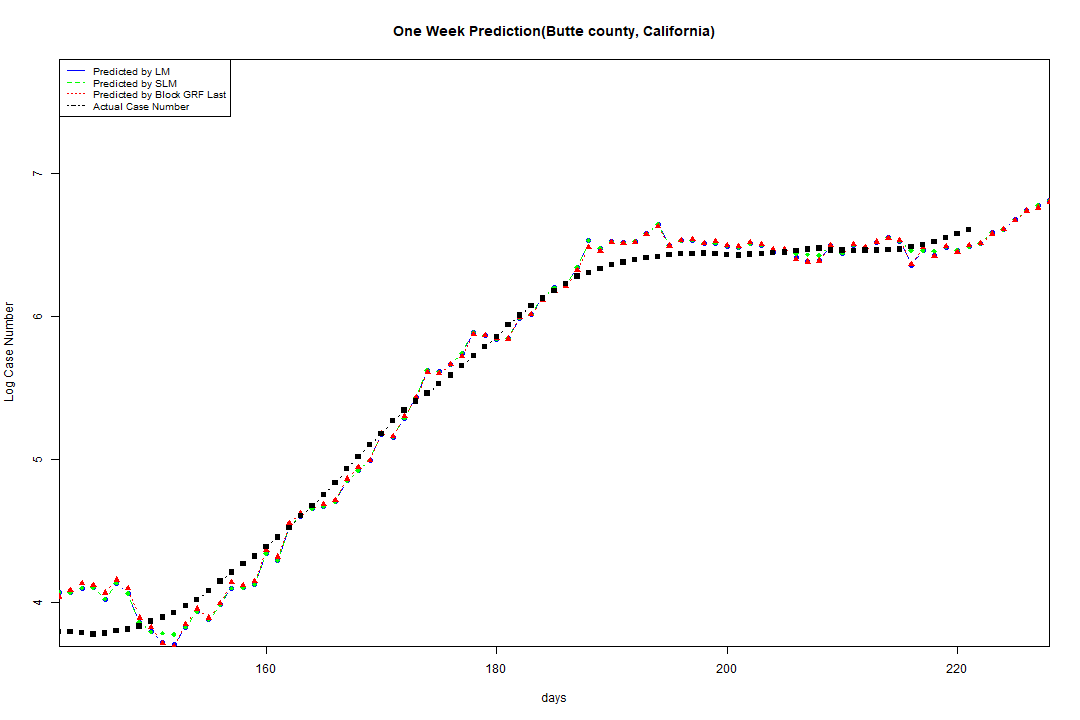 One Week Prediction(Butte county, California)
Predicted by LM
Predicted by SLM
Predicted by Block GRF Last
Actual Case Number
7
6
5
4
Log Case Number
160 180 200 220
days